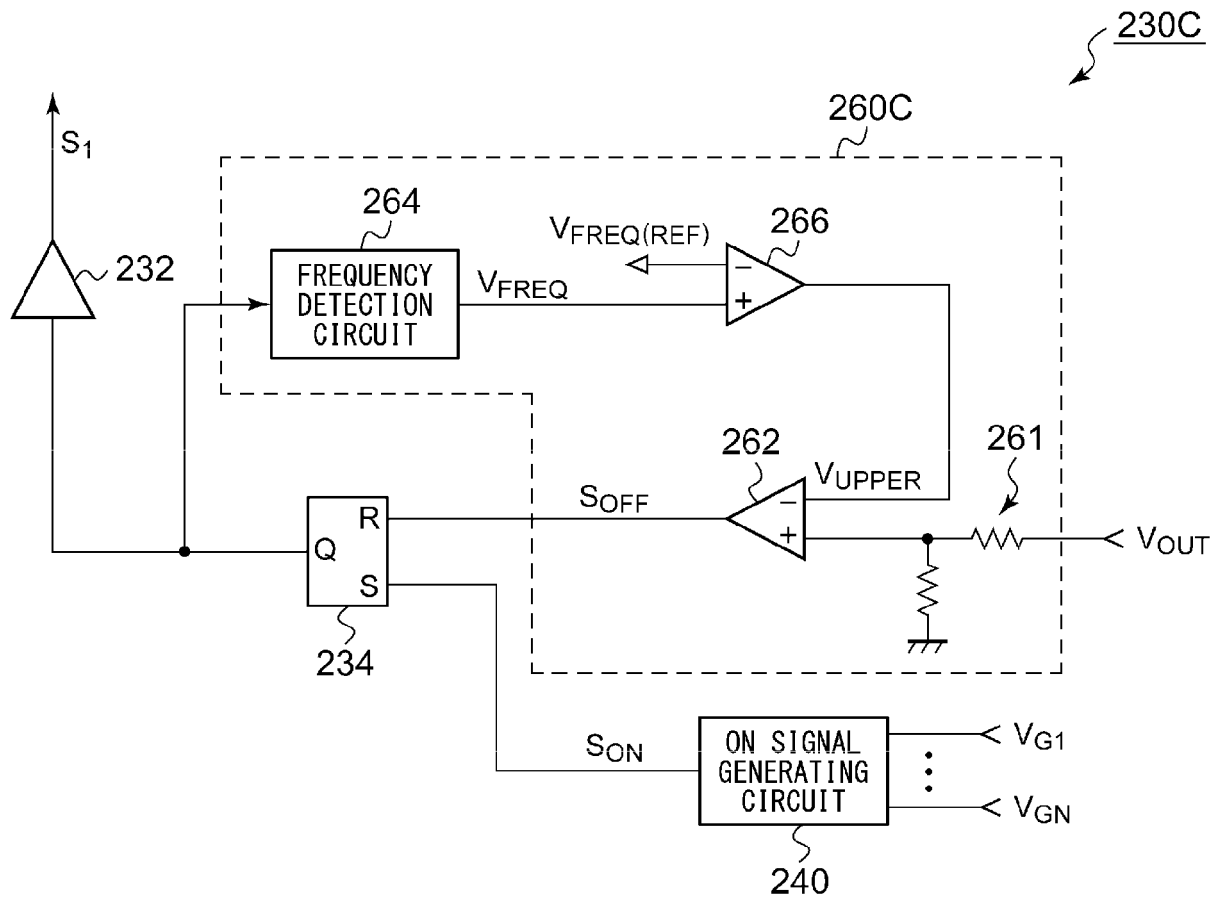 230C
260C
S1
264
VFREQ(REF)
266
232
FREQUENCY
DETECTION
CIRCUIT
VFREQ
−
+
262
VUPPER
261
SOFF
−
+
VOUT
R
Q
S
234
SON
ON SIGNAL
GENERATING
CIRCUIT
VG1
VGN
240